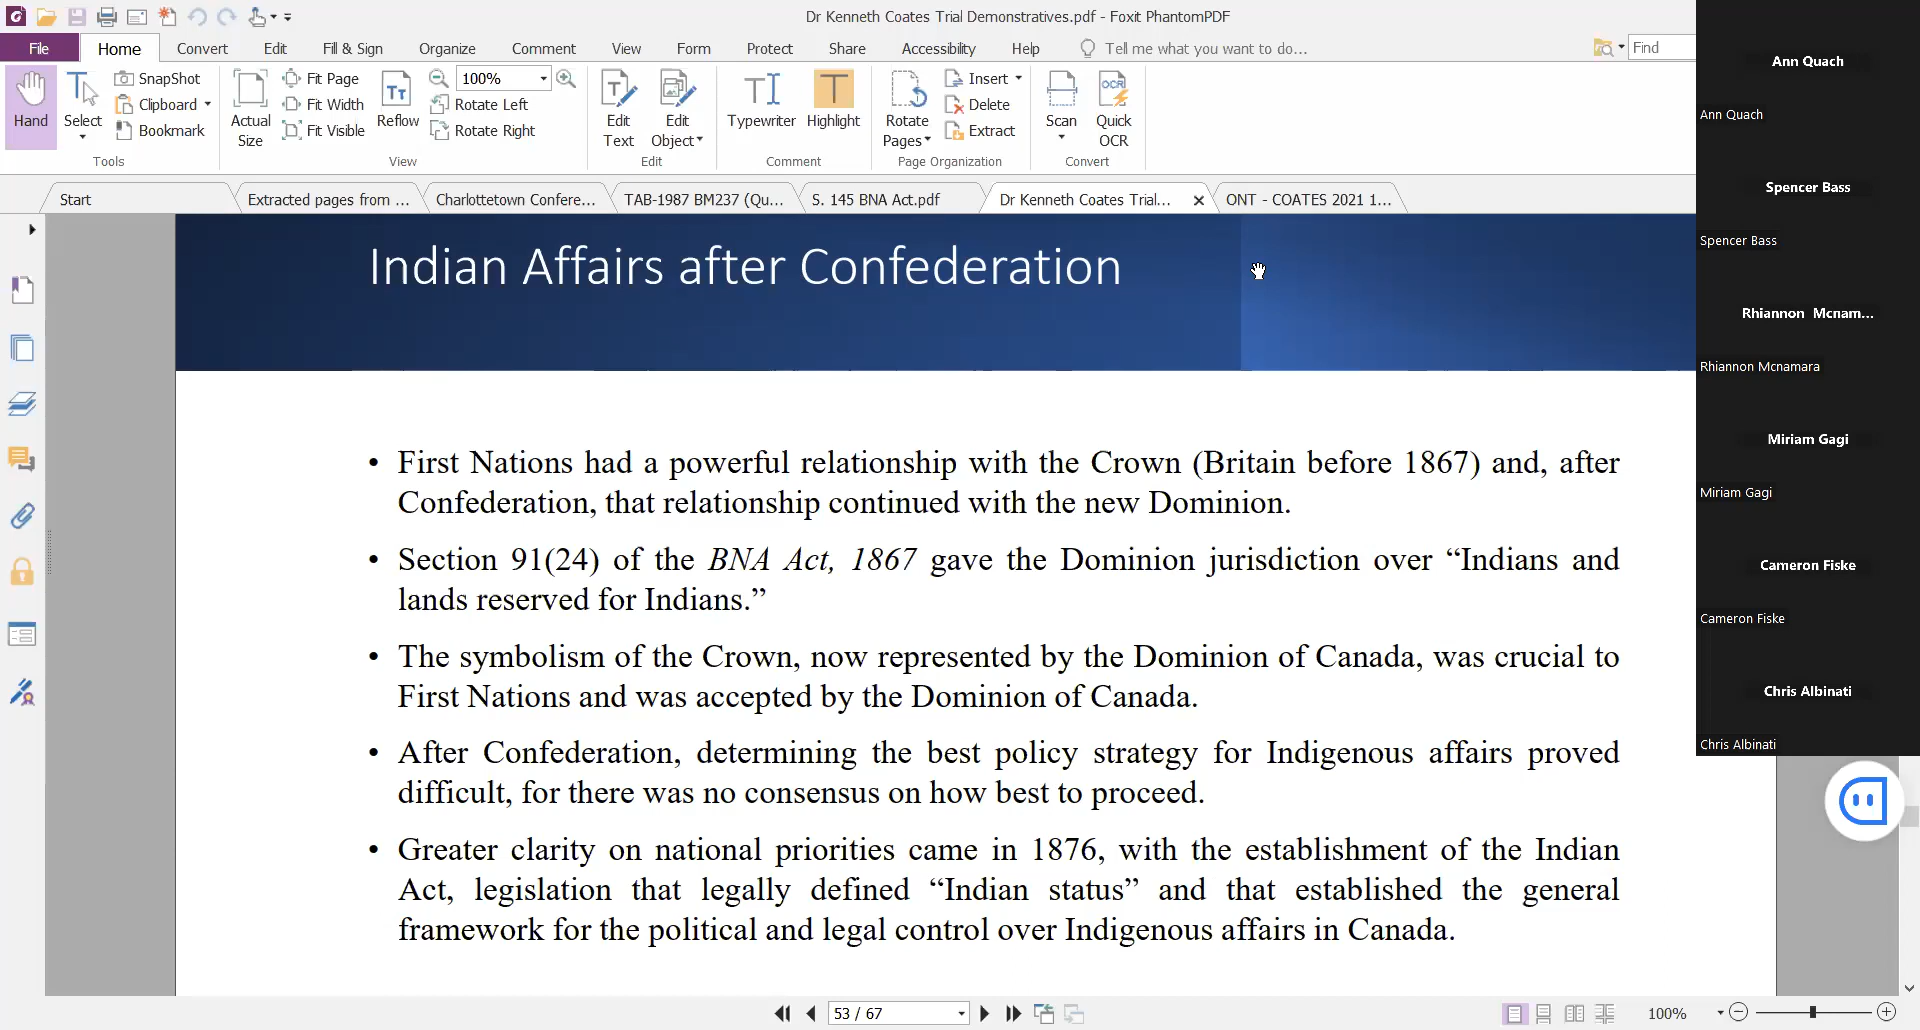 Dr Kenneth Coates Trial Demonstratives.pdf - Foxit PhantomPDF
File Home Convert Edit Fill & Sign Organize Comment View Form Protect Share Accessibility Help Tell me what you want to do... Find
Hand
Select
SnapShot
Clipboard
Bookmark
Tools
Actual
Size
Fit Page
Fit Width
Fit Visible
Reflow
100%
Rotate Left
Rotate Right
View
Edit
Text
Edit
Object
Edit
Typewriter
Highlight
Comment
Rotate
Pages
Insert
Delete
Extract
Page Organization
Scan
Quick
OCR
Convert
Start
Extracted pages from ...
Charlottetown Confere...
TAB-1987 BM237 (Qu...
S. 145 BNA Act.pdf
Dr Kenneth Coates Trial...
ONT - COATES 2021 1...
Indian Affairs after Confederation
• First Nations had a powerful relationship with the Crown (Britain before 1867) and, after
Confederation, that relationship continued with the new Dominion.
• Section 91(24) of the BNA Act, 1867 gave the Dominion jurisdiction over “Indians and
lands reserved for Indians.”
• The symbolism of the Crown, now represented by the Dominion of Canada, was crucial to
First Nations and was accepted by the Dominion of Canada.
• After Confederation, determining the best policy strategy for Indigenous affairs proved
difficult, for there was no consensus on how best to proceed.
• Greater clarity on national priorities came in 1876, with the establishment of the Indian
Act, legislation that legally defined “Indian status” and that established the general
framework for the political and legal control over Indigenous affairs in Canada.
53 / 67
100%
Ann Quach
Ann Quach
Spencer Bass
Spencer Bass
Rhiannon Mcnam...
Rhiannon Mcnamara
Miriam Gagi
Miriam Gagi
Cameron Fiske
Cameron Fiske
Chris Albinati
Chris Albinati